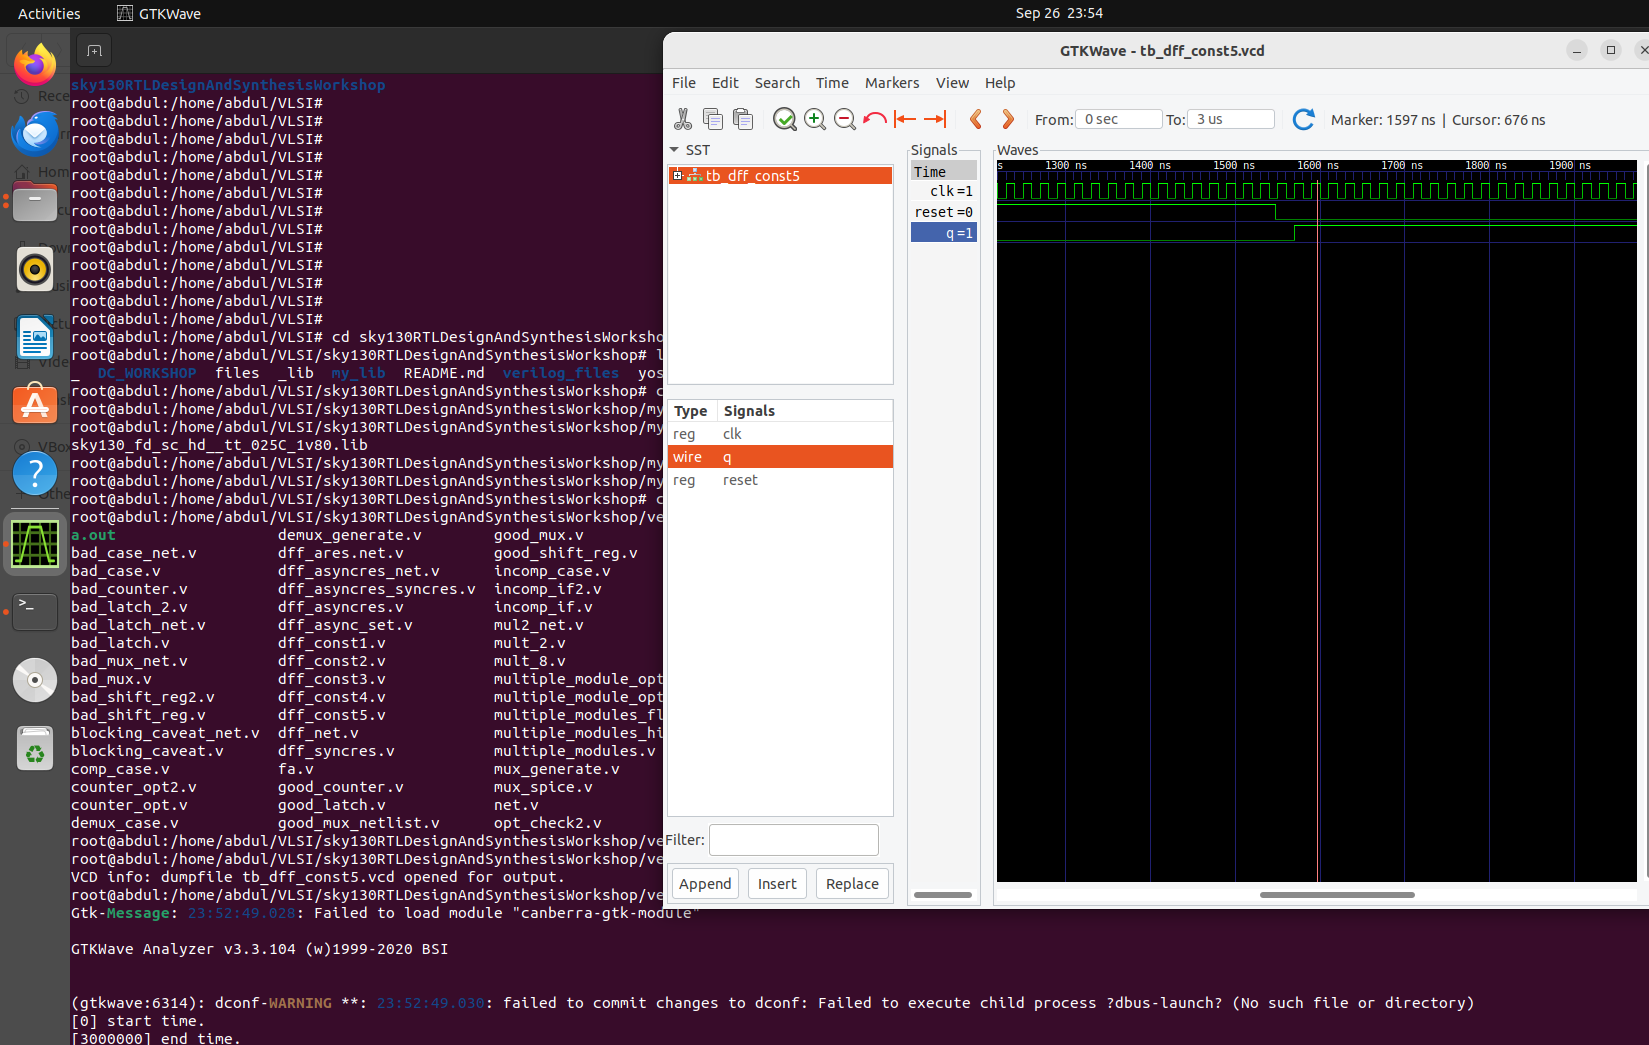 Activities
GTKWave
Sep 26 23:54
sky130RTLDesignAndSynthesisWorkshop
root@abdul:/home/abdul/VLSI#
root@abdul:/home/abdul/VLSI#
root@abdul:/home/abdul/VLSI#
root@abdul:/home/abdul/VLSI#
root@abdul:/home/abdul/VLSI#
root@abdul:/home/abdul/VLSI#
root@abdul:/home/abdul/VLSI#
root@abdul:/home/abdul/VLSI#
root@abdul:/home/abdul/VLSI#
root@abdul:/home/abdul/VLSI#
root@abdul:/home/abdul/VLSI#
root@abdul:/home/abdul/VLSI#
root@abdul:/home/abdul/VLSI#
root@abdul:/home/abdul/VLSI# cd sky130RTLDesignAndSynthesisWorksho
root@abdul:/home/abdul/VLSI/sky130RTLDesignAndSynthesisWorkshop# l
_ DC_WORKSHOP files _lib my_lib README.md verilog_files yos
root@abdul:/home/abdul/VLSI/sky130RTLDesignAndSynthesisWorkshop# c
root@abdul:/home/abdul/VLSI/sky130RTLDesignAndSynthesisWorkshop/my
root@abdul:/home/abdul/VLSI/sky130RTLDesignAndSynthesisWorkshop/my
sky130_fd_sc_hd__tt_025C_1v80.lib
root@abdul:/home/abdul/VLSI/sky130RTLDesignAndSynthesisWorkshop/my
root@abdul:/home/abdul/VLSI/sky130RTLDesignAndSynthesisWorkshop/my
root@abdul:/home/abdul/VLSI/sky130RTLDesignAndSynthesisWorkshop# c
root@abdul:/home/abdul/VLSI/sky130RTLDesignAndSynthesisWorkshop/ve
a.out demux_generate.v good_mux.v
bad_case_net.v dff_ares.net.v good_shift_reg.v
bad_case.v dff_asyncres_net.v incomp_case.v
bad_counter.v dff_asyncres_syncres.v incomp_if2.v
bad_latch_2.v dff_asyncres.v incomp_if.v
bad_latch_net.v dff_async_set.v mul2_net.v
bad_latch.v dff_const1.v mult_2.v
bad_mux_net.v dff_const2.v mult_8.v
bad_mux.v dff_const3.v multiple_module_opt
bad_shift_reg2.v dff_const4.v multiple_module_opt
bad_shift_reg.v dff_const5.v multiple_modules_fl
blocking_caveat_net.v dff_net.v multiple_modules_hi
blocking_caveat.v dff_syncres.v multiple_modules.v
comp_case.v fa.v mux_generate.v
counter_opt2.v good_counter.v mux_spice.v
counter_opt.v good_latch.v net.v
demux_case.v good_mux_netlist.v opt_check2.v
root@abdul:/home/abdul/VLSI/sky130RTLDesignAndSynthesisWorkshop/ve
root@abdul:/home/abdul/VLSI/sky130RTLDesignAndSynthesisWorkshop/ve
VCD info: dumpfile tb_dff_const5.vcd opened for output.
root@abdul:/home/abdul/VLSI/sky130RTLDesignAndSynthesisWorkshop/ve
Gtk-Message: 23:52:49.028: Failed to load module "canberra-gtk-module"
GTKWave Analyzer v3.3.104 (w)1999-2020 BSI
(gtkwave:6314): dconf-WARNING **: 23:52:49.030: failed to commit changes to dconf: Failed to execute child process ?dbus-launch? (No such file or directory)
[0] start time.
[3000000] end time.
GTKWave - tb_dff_const5.vcd
File Edit Search Time Markers View Help
From: 0 sec To: 3 us Marker: 1597 ns | Cursor: 676 ns
SST
tb_dff_const5
Type Signals
reg clk
wire q
reg reset
Filter:
Append Insert Replace
Signals
Time
clk =1
reset =0
q =1
Waves
s 1300 ns 1400 ns 1500 ns 1600 ns 1700 ns 1800 ns 1900 ns